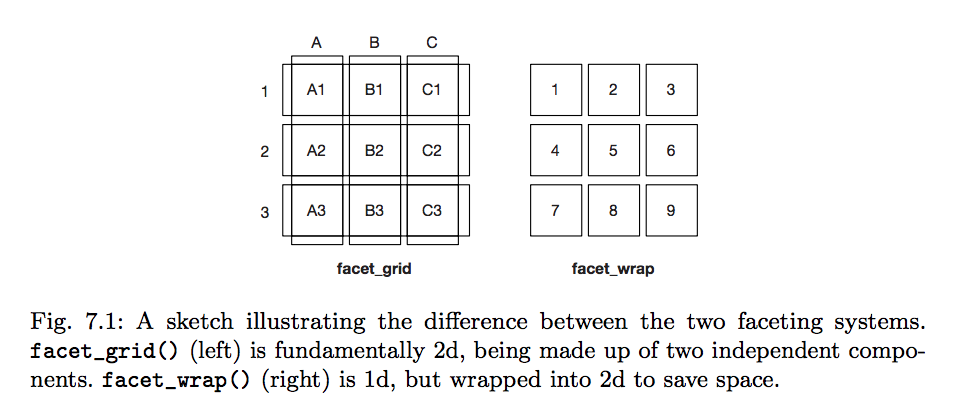 A B C
1 A1 B1 C1 1 2 3
2 A2 B2 C2 4 5 6
3 A3 B3 C3 7 8 9
facet_grid facet_wrap
Fig. 7.1: A sketch illustrating the difference between the two faceting systems.
facet_grid() (left) is fundamentally 2d, being made up of two independent compo-
nents. facet_wrap() (right) is 1d, but wrapped into 2d to save space.